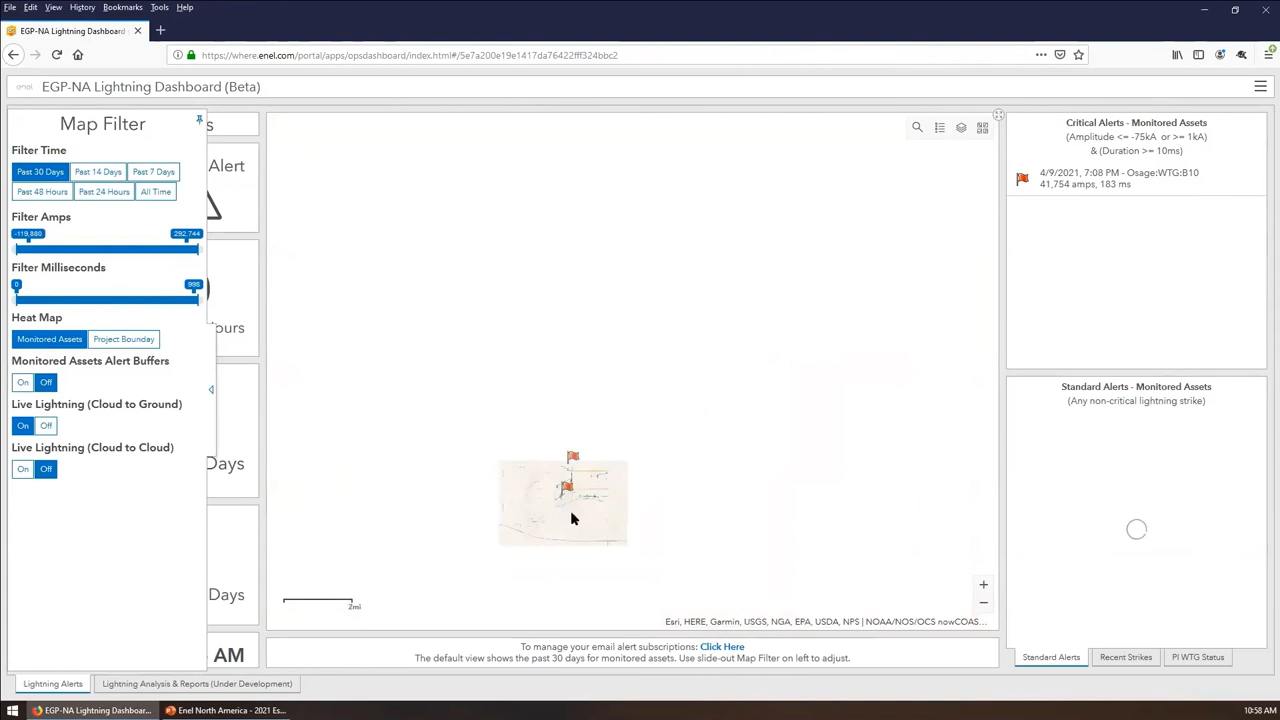 File Edit View History Bookmarks Tools Help
EGP-NA Lightning Dashboard
https://where.enel.com/portal/apps/opsdashboard/index.html#/5e7a200e19e1417da76422fff324bbc2
enel EGP-NA Lightning Dashboard (Beta)
Map Filter
Filter Time
Past 30 Days Past 14 Days Past 7 Days
Past 48 Hours Past 24 Hours All Time
Filter Amps
-119,880 292,744
Filter Milliseconds
0 998
Heat Map
Monitored Assets Project Boundary
Monitored Assets Alert Buffers
On Off
Live Lightning (Cloud to Ground)
On Off
Live Lightning (Cloud to Cloud)
On Off
s
Alert
ours
Days
Days
AM
2mi
+
−
Esri, HERE, Garmin, USGS, NGA, EPA, USDA, NPS | NOAA/NOS/OCS nowCOAS…
To manage your email alert subscriptions: Click Here
The default view shows the past 30 days for monitored assets. Use slide-out Map Filter on left to adjust.
Critical Alerts - Monitored Assets
(Amplitude <= -75kA or >= 1kA)
& (Duration >= 10ms)
4/9/2021, 7:08 PM - Osage:WTG:B10
41,754 amps, 183 ms
Standard Alerts - Monitored Assets
(Any non-critical lightning strike)
Standard Alerts Recent Strikes PI WTG Status
Lightning Alerts Lightning Analysis & Reports (Under Development)
EGP-NA Lightning Dashboar... Enel North America - 2021 Es... 10:58 AM